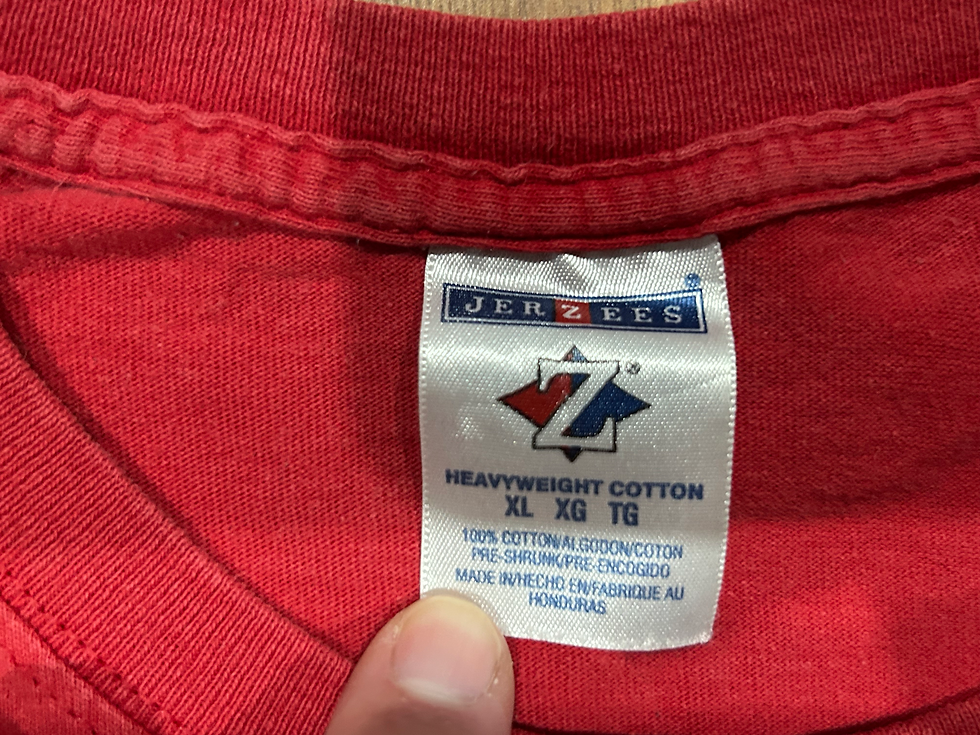 JERZEES®
Z®
HEAVYWEIGHT COTTON
XL XG TG
100% COTTON/ALGODON/COTON
PRE-SHRUNK/PRE-ENCOGIDO
MADE IN/HECHO EN/FABRIQUE AU
HONDURAS